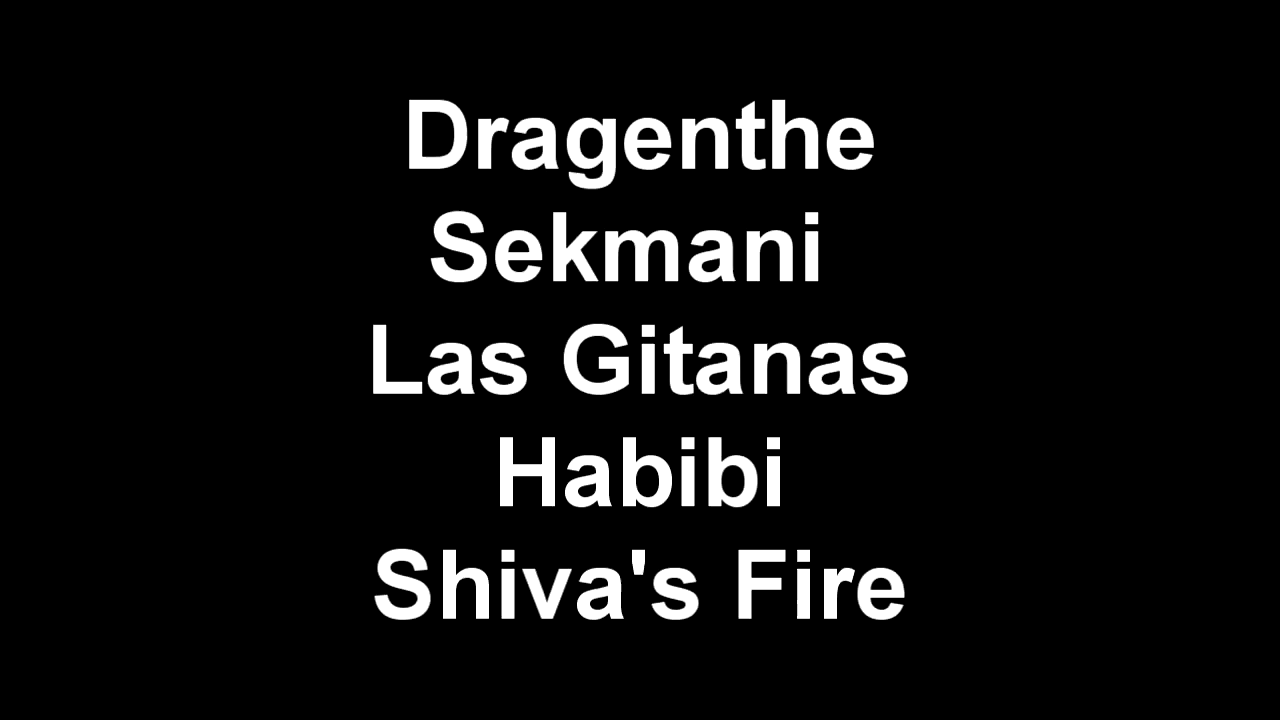 Dragenthe
Sekmani
Las Gitanas
Habibi
Shiva's Fire